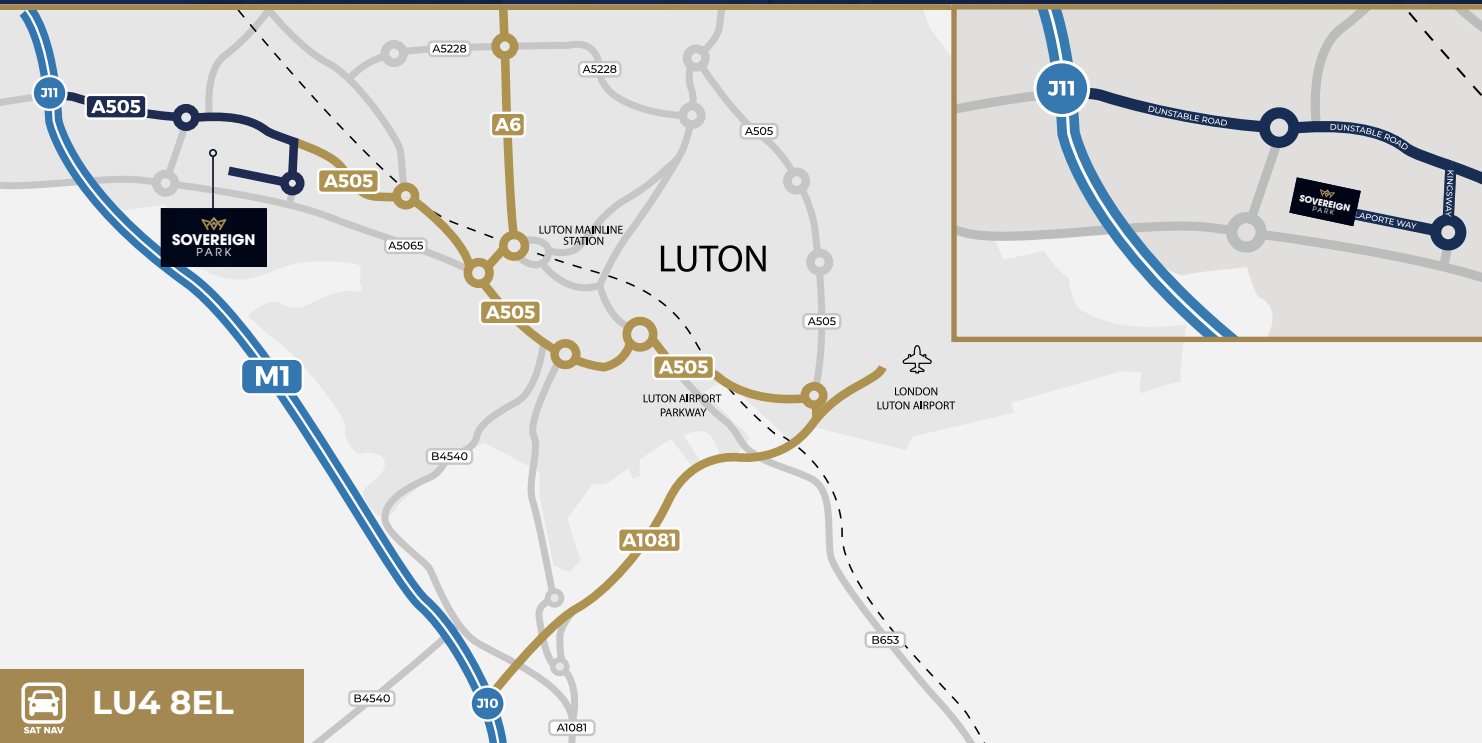 A5228
A5228
J11
A505
A6
A505
A505
SOVEREIGN
PARK
A5065
LUTON MAINLINE
STATION
LUTON
A505
A505
M1
A505
LUTON AIRPORT
PARKWAY
LONDON
LUTON AIRPORT
B4540
A1081
B653
B4540
J10
A1081
SAT NAV
LU4 8EL
J11
DUNSTABLE ROAD
DUNSTABLE ROAD
KINGSWAY
SOVEREIGN
PARK
LAPORTE WAY